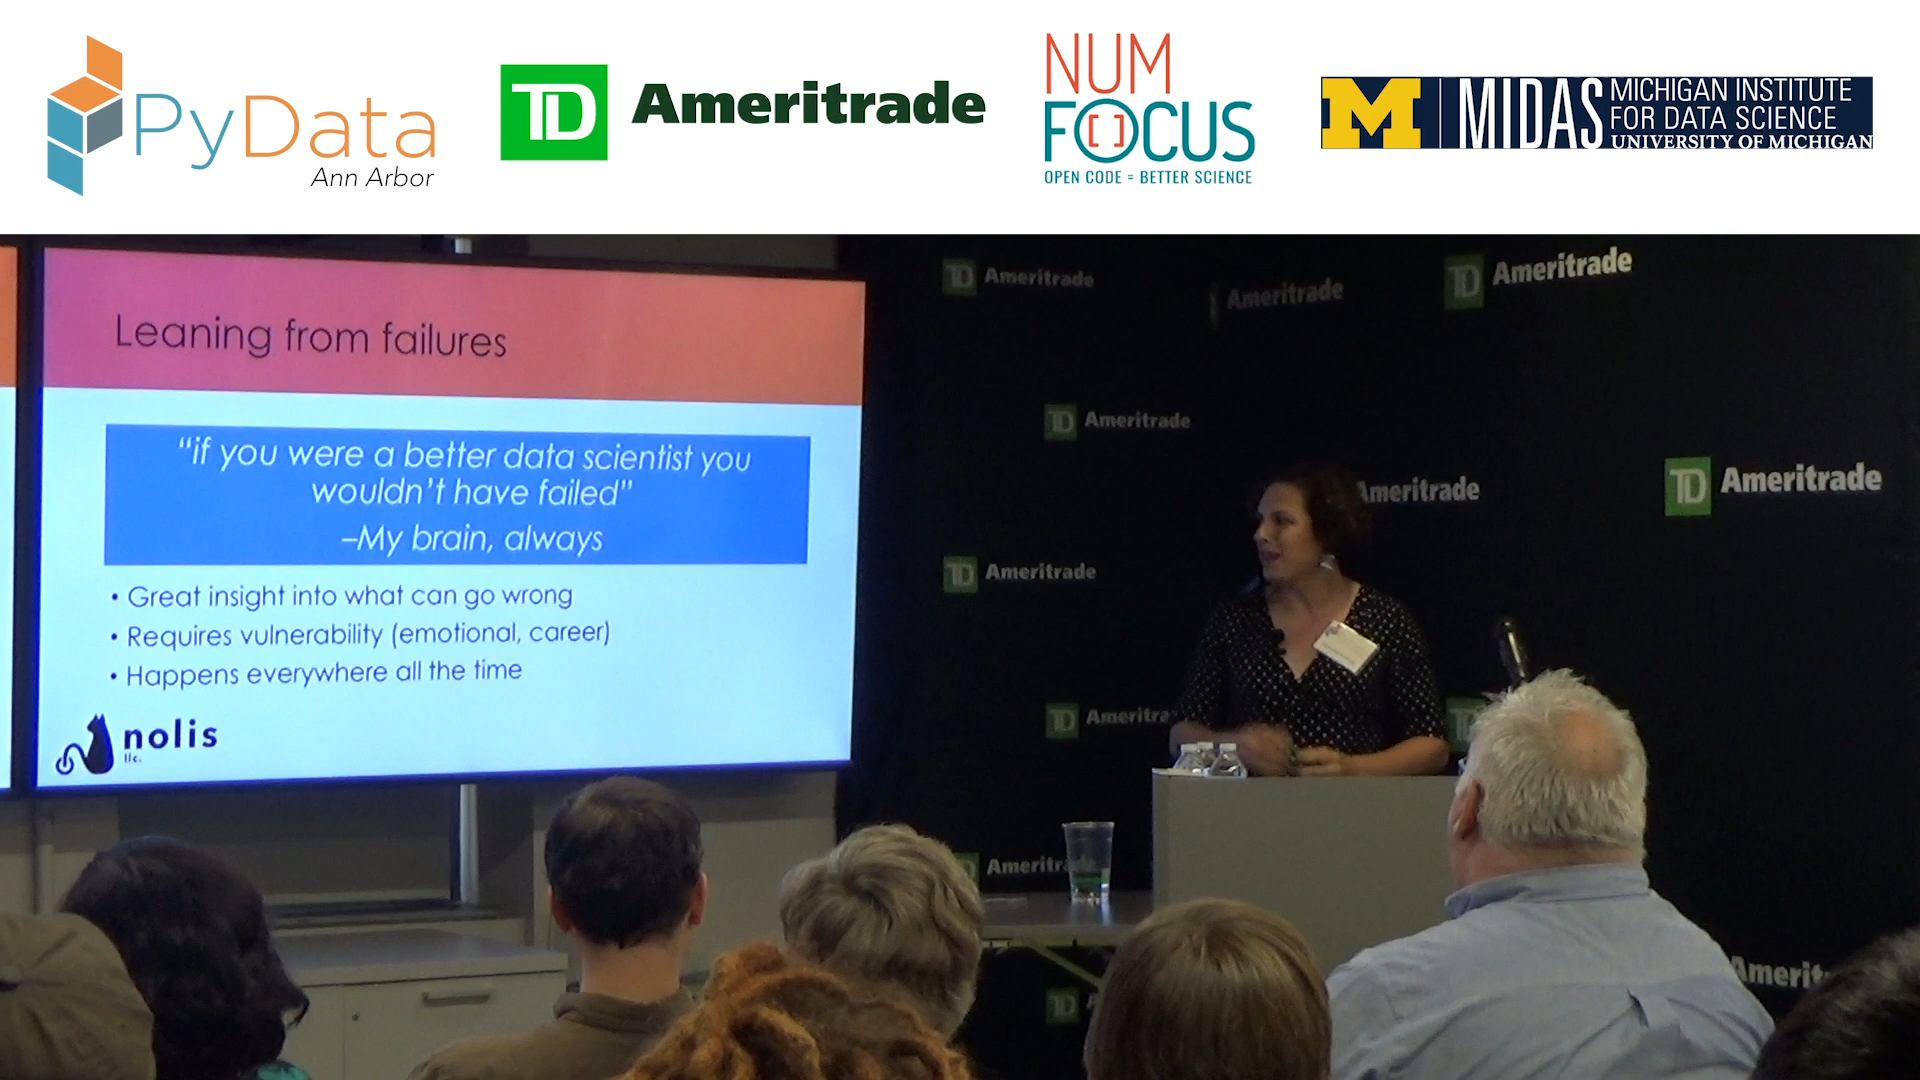 PyData
Ann Arbor
TD Ameritrade
NUM
FOCUS
OPEN CODE = BETTER SCIENCE
M MIDAS
MICHIGAN INSTITUTE
FOR DATA SCIENCE
UNIVERSITY OF MICHIGAN
Leaning from failures
"if you were a better data scientist you
wouldn't have failed"
–My brain, always
• Great insight into what can go wrong
• Requires vulnerability (emotional, career)
• Happens everywhere all the time
nolis
llc.
TD Ameritrade
Ameritrade
TD Ameritrade
TD Ameritrade
Ameritrade
TD Ameritrade
TD Ameritrade
TD
TD